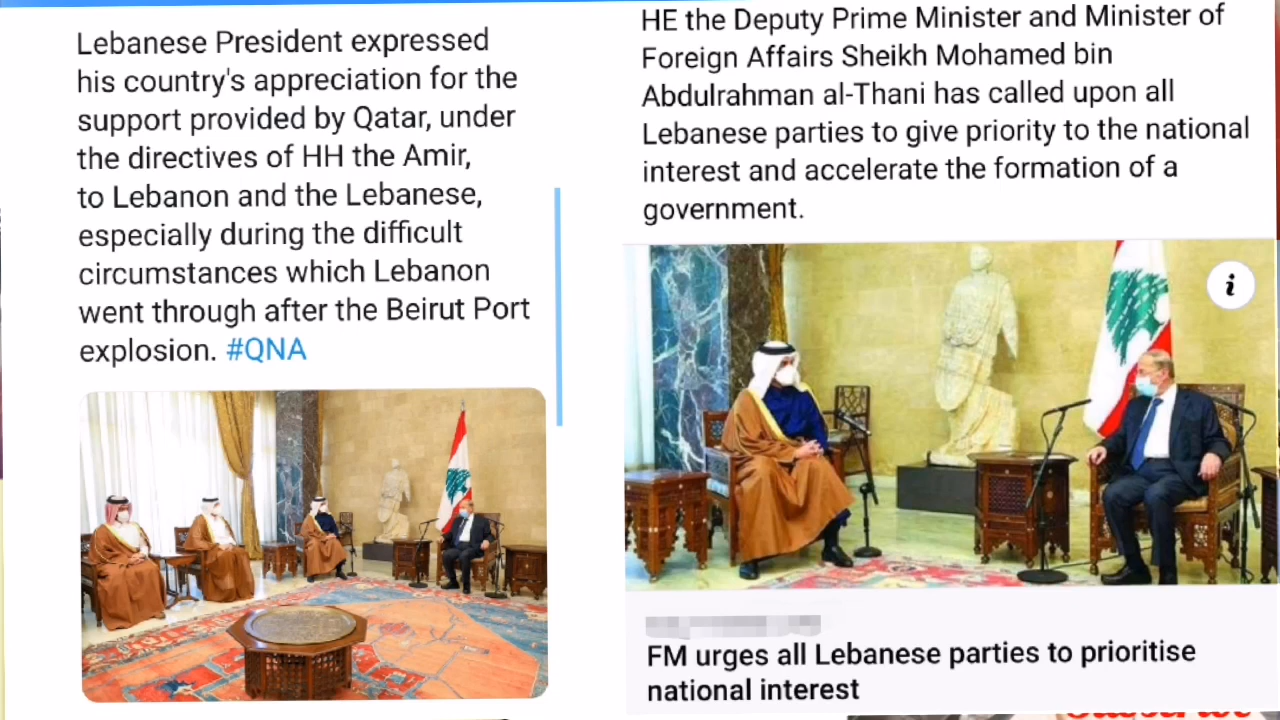 Lebanese President expressed
his country's appreciation for the
support provided by Qatar, under
the directives of HH the Amir,
to Lebanon and the Lebanese,
especially during the difficult
circumstances which Lebanon
went through after the Beirut Port
explosion. #QNA
HE the Deputy Prime Minister and Minister of
Foreign Affairs Sheikh Mohamed bin
Abdulrahman al-Thani has called upon all
Lebanese parties to give priority to the national
interest and accelerate the formation of a
government.
i
FM urges all Lebanese parties to prioritise
national interest